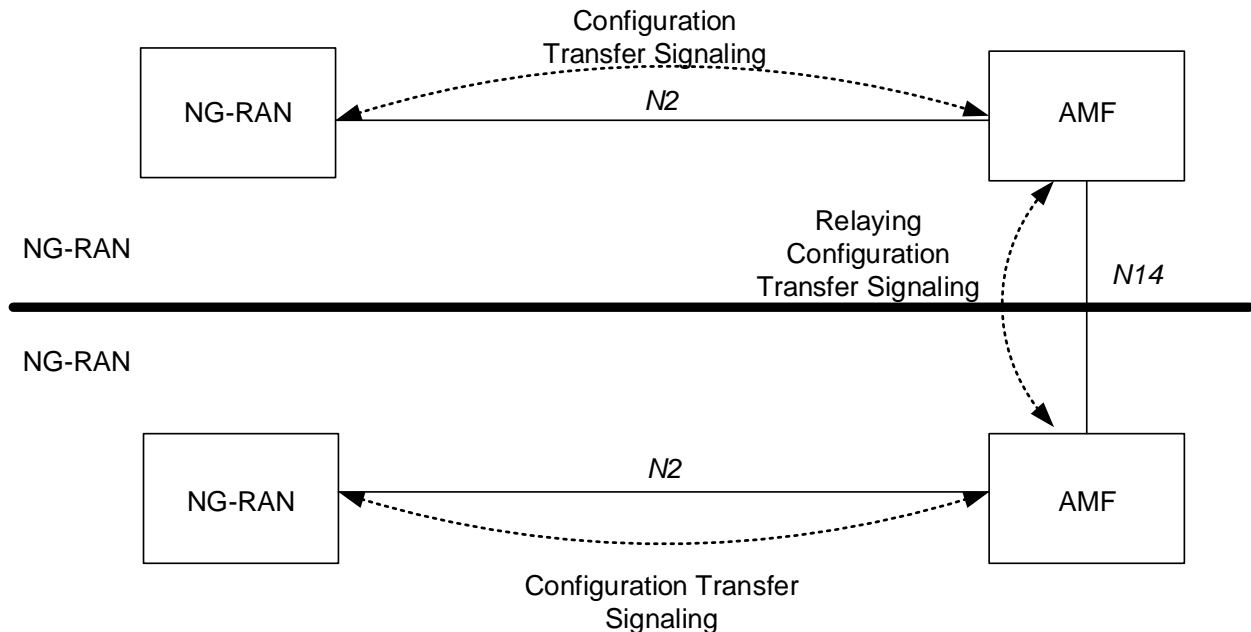 Configuration
Transfer Signaling
NG-RAN
N2
AMF
Relaying
Configuration
Transfer Signaling
NG-RAN
N14
NG-RAN
NG-RAN
N2
AMF
Configuration Transfer
Signaling